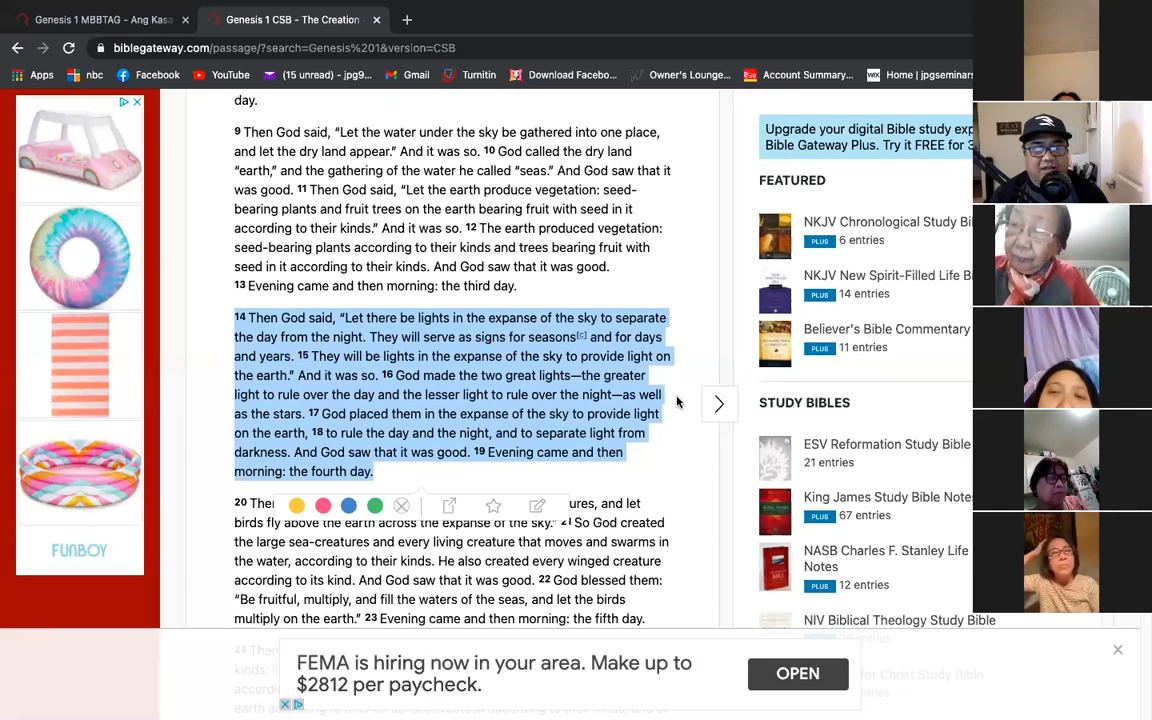 Genesis 1 MBBTAG - Ang Kasa
Genesis 1 CSB - The Creation -
biblegateway.com/passage/?search=Genesis%201&version=CSB
Apps
nbc
Facebook
YouTube
(15 unread) - jpg9...
Gmail
Turnitin
Download Facebo...
Owner's Lounge...
Account Summary...
WIX
Home | jpgseminars
day.
9 Then God said, “Let the water under the sky be gathered into one place,
and let the dry land appear.” And it was so. 10 God called the dry land
“earth,” and the gathering of the water he called “seas.” And God saw that it
was good. 11 Then God said, “Let the earth produce vegetation: seed-
bearing plants and fruit trees on the earth bearing fruit with seed in it
according to their kinds.” And it was so. 12 The earth produced vegetation:
seed-bearing plants according to their kinds and trees bearing fruit with
seed in it according to their kinds. And God saw that it was good.
13 Evening came and then morning: the third day.
14 Then God said, “Let there be lights in the expanse of the sky to separate
the day from the night. They will serve as signs for seasons[c] and for days
and years. 15 They will be lights in the expanse of the sky to provide light on
the earth.” And it was so. 16 God made the two great lights—the greater
light to rule over the day and the lesser light to rule over the night—as well
as the stars. 17 God placed them in the expanse of the sky to provide light
on the earth, 18 to rule the day and the night, and to separate light from
darkness. And God saw that it was good. 19 Evening came and then
morning: the fourth day.
20 Then
ures, and let
birds fly above the earth across the expanse of the sky.” 21 So God created
the large sea-creatures and every living creature that moves and swarms in
the water, according to their kinds. He also created every winged creature
according to its kind. And God saw that it was good. 22 God blessed them:
“Be fruitful, multiply, and fill the waters of the seas, and let the birds
multiply on the earth.” 23 Evening came and then morning: the fifth day.
24 Then
kinds:
accordi
earth a
FUNBOY
Upgrade your digital Bible study exp
Bible Gateway Plus. Try it FREE for 3
FEATURED
NKJV Chronological Study Bi
PLUS 6 entries
NKJV New Spirit-Filled Life B
PLUS 14 entries
Believer's Bible Commentary
PLUS 11 entries
STUDY BIBLES
ESV Reformation Study Bible
21 entries
King James Study Bible Notes
PLUS 67 entries
NASB Charles F. Stanley Life
Notes
PLUS 12 entries
NIV Biblical Theology Study Bible
PLUS 20 entries
for Christ Study Bible
entries
FEMA is hiring now in your area. Make up to
$2812 per paycheck.
OPEN
PRAY